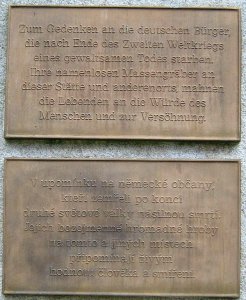 Zum Gedenken an die deutschen Bürger,
die nach Ende des Zweiten Weltkriegs
eines gewaltsamen Todes starben.
Ihre namenlosen Massengräber an
dieser Stätte und anderenorts, mahnen
die Lebenden an die Würde des
Menschen und zur Versöhnung.
V upomínku na německé občany,
kteří zemřeli po konci
druhé světové války násilnou smrtí.
Jejich bezejmenné hromadné hroby
na tomto a jiných místech,
připomínají živým
hodnost člověka a smíření.